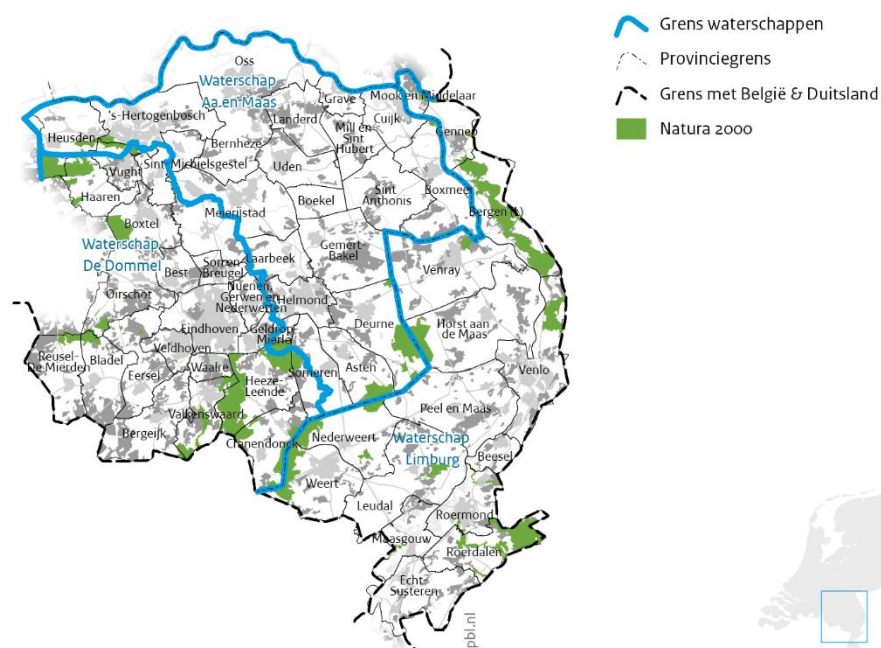 Grens waterschappen
Provinciegrens
Grens met België & Duitsland
Natura 2000
Oss
Waterschap
Aa en Maas
Grave
Mook en Middelaar
's-Hertogenbosch
Landerd
Cuijk
Heusden
Mill en
Sint
Hubert
Gennep
Bernheze
Sint-Michielsgestel
Vught
Uden
Haaren
Boekel
Sint
Anthonis
Boxmeer
Bergen (L)
Meierijstad
Boxtel
Waterschap
De Dommel
Gemert-
Bakel
Laarbeek
Venray
Best
Son en
Breugel
Nuenen,
Gerwen en
Nederwetten
Helmond
Oirschot
Eindhoven
Geldrop-
Mierlo
Deurne
Horst aan
de Maas
Reusel-
De Mierden
Bladel
Veldhoven
Eersel
Waalre
Heeze-
Leende
Someren
Asten
Venlo
Valkenswaard
Peel en Maas
Bergeijk
Cranendonck
Nederweert
Waterschap
Limburg
Beesel
Weert
Leudal
Roermond
Maasgouw
Roerdalen
Echt-
Susteren
pbl.nl